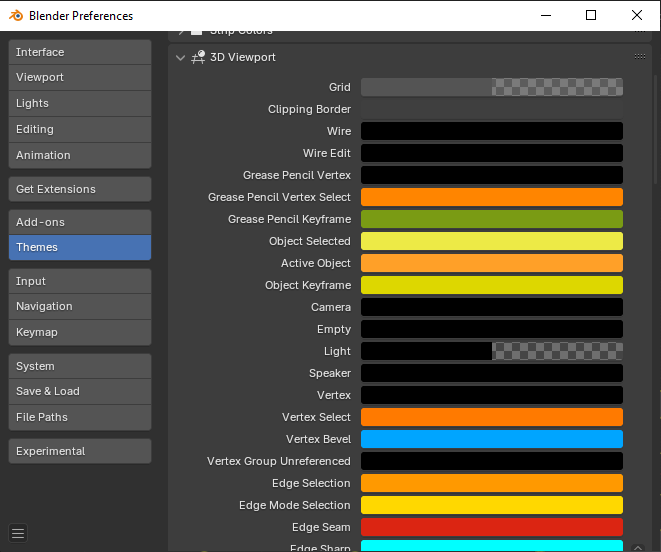 Blender Preferences
Interface
Viewport
Lights
Editing
Animation
Get Extensions
Add-ons
Themes
Input
Navigation
Keymap
System
Save & Load
File Paths
Experimental
Strip Colors
3D Viewport
Grid
Clipping Border
Wire
Wire Edit
Grease Pencil Vertex
Grease Pencil Vertex Select
Grease Pencil Keyframe
Object Selected
Active Object
Object Keyframe
Camera
Empty
Light
Speaker
Vertex
Vertex Select
Vertex Bevel
Vertex Group Unreferenced
Edge Selection
Edge Mode Selection
Edge Seam
Edge Sharp